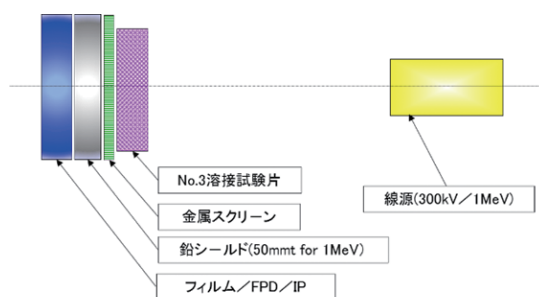 No.3溶接試験片
線源(300kV／1MeV)
金属スクリーン
鉛シールド(50mmt for 1MeV)
フィルム／FPD／IP